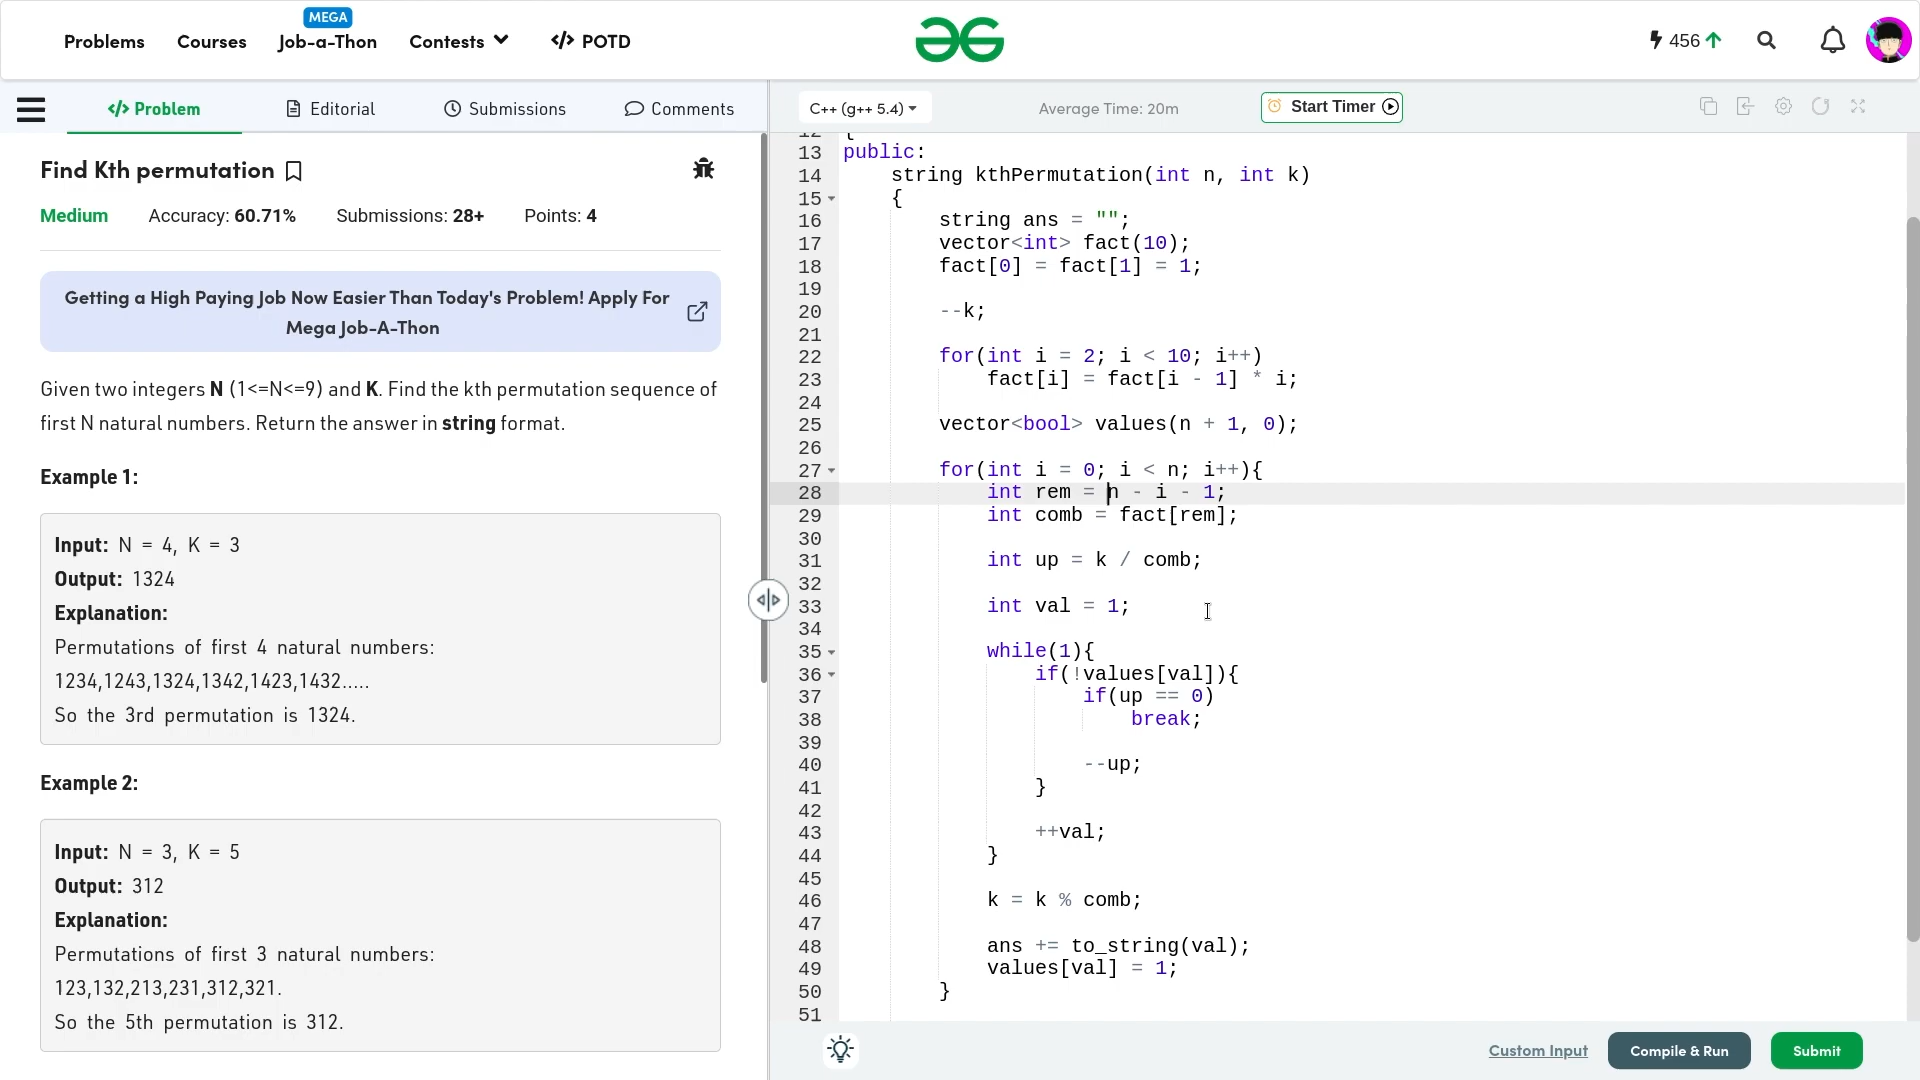 MEGA
Problems Courses Job-a-Thon Contests </> POTD
456
</> Problem Editorial Submissions Comments
C++ (g++ 5.4) Average Time: 20m Start Timer
Find Kth permutation
Medium Accuracy: 60.71% Submissions: 28+ Points: 4
Getting a High Paying Job Now Easier Than Today's Problem! Apply For
Mega Job-A-Thon
Given two integers N (1<=N<=9) and K. Find the kth permutation sequence of
first N natural numbers. Return the answer in string format.
Example 1:
Input: N = 4, K = 3
Output: 1324
Explanation:
Permutations of first 4 natural numbers:
1234,1243,1324,1342,1423,1432.....
So the 3rd permutation is 1324.
Example 2:
Input: N = 3, K = 5
Output: 312
Explanation:
Permutations of first 3 natural numbers:
123,132,213,231,312,321.
So the 5th permutation is 312.
12 {
13 public:
14 string kthPermutation(int n, int k)
15 {
16 string ans = "";
17 vector<int> fact(10);
18 fact[0] = fact[1] = 1;
19
20 --k;
21
22 for(int i = 2; i < 10; i++)
23 fact[i] = fact[i - 1] * i;
24
25 vector<bool> values(n + 1, 0);
26
27 for(int i = 0; i < n; i++){
28 int rem = n - i - 1;
29 int comb = fact[rem];
30
31 int up = k / comb;
32
33 int val = 1;
34
35 while(1){
36 if(!values[val]){
37 if(up == 0)
38 break;
39
40 --up;
41 }
42
43 ++val;
44 }
45
46 k = k % comb;
47
48 ans += to_string(val);
49 values[val] = 1;
50 }
51
Custom Input Compile & Run Submit